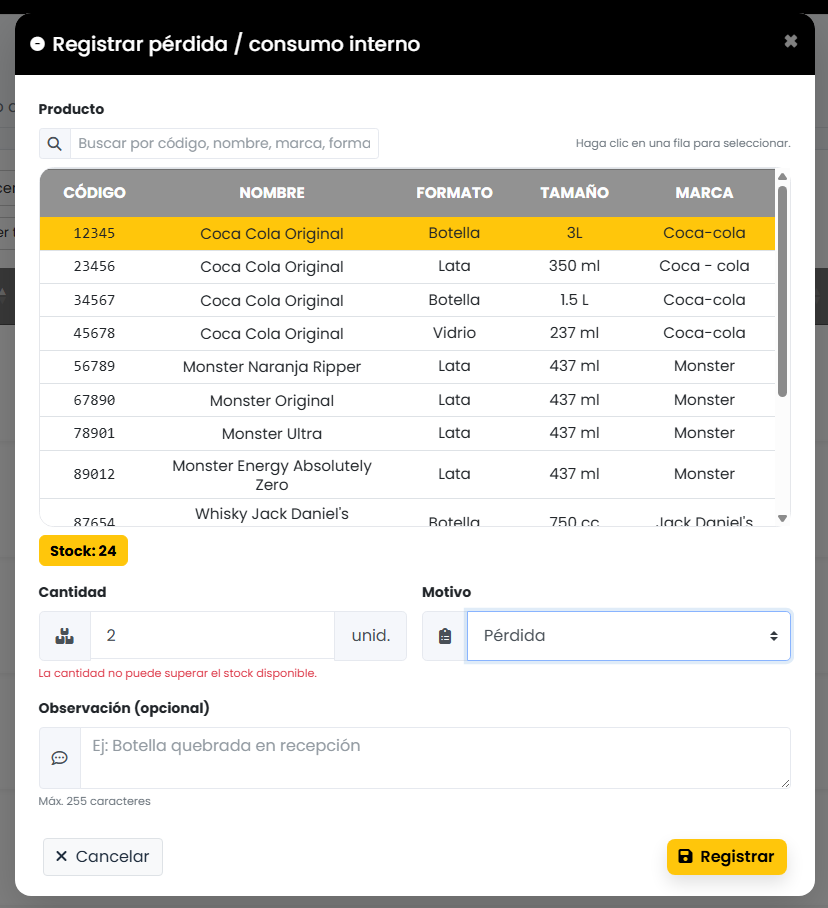 Registrar pérdida / consumo interno
Producto
Buscar por código, nombre, marca, forma
Haga clic en una fila para seleccionar.
CÓDIGO NOMBRE FORMATO TAMAÑO MARCA
12345 Coca Cola Original Botella 3L Coca-cola
23456 Coca Cola Original Lata 350 ml Coca - cola
34567 Coca Cola Original Botella 1.5 L Coca-cola
45678 Coca Cola Original Vidrio 237 ml Coca-cola
56789 Monster Naranja Ripper Lata 437 ml Monster
67890 Monster Original Lata 437 ml Monster
78901 Monster Ultra Lata 437 ml Monster
89012 Monster Energy Absolutely Zero Lata 437 ml Monster
87654 Whisky Jack Daniel's Botella 750 cc Jack Daniel's
Stock: 24
Cantidad Motivo
2 unid. Pérdida
La cantidad no puede superar el stock disponible.
Observación (opcional)
Ej: Botella quebrada en recepción
Máx. 255 caracteres
Cancelar Registrar